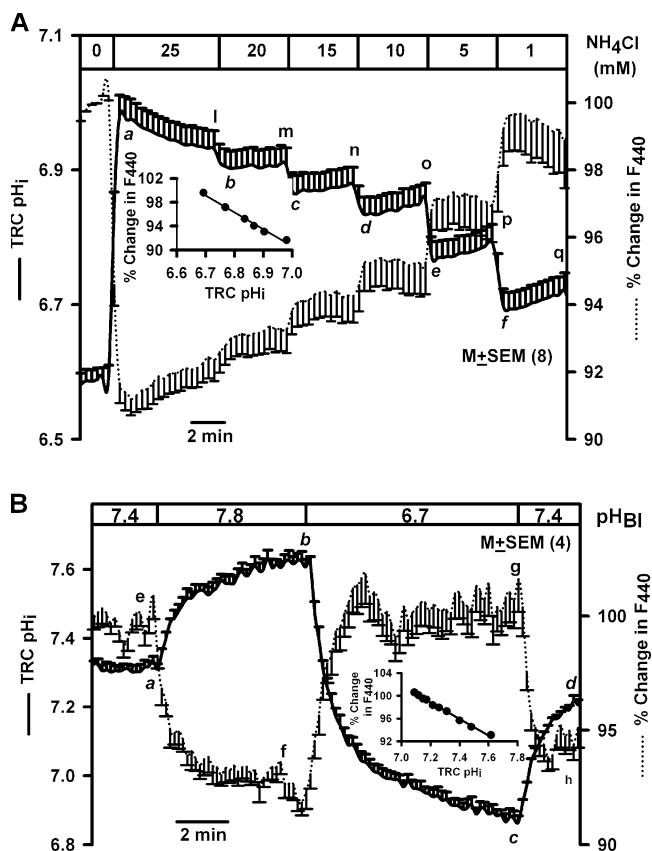 A
7.1
0 25 20 15 10 5 1
NH4Cl
(mM)
100
98
96
94
92
90
6.9
6.7
6.5
TRC pHi
% Change in F440
a l m n o p q
b c d e f
% Change in F440
102
98
94
90
6.6 6.7 6.8 6.9 7.0
TRC pHi
M±SEM (8)
2 min
B
7.4 7.8 6.7 7.4
pHBI
M±SEM (4)
7.6
7.4
7.2
7.0
6.8
TRC pHi
100
95
90
% Change in F440
e b g
a f d
h
c
% Change
in F440
104
100
96
92
7.0 7.2 7.4 7.6 7.8
TRC pHi
2 min